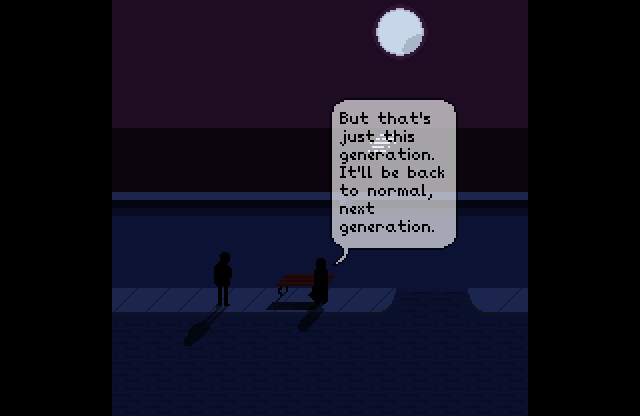 But that's
just this
generation.
It'll be back
to normal,
next
generation.